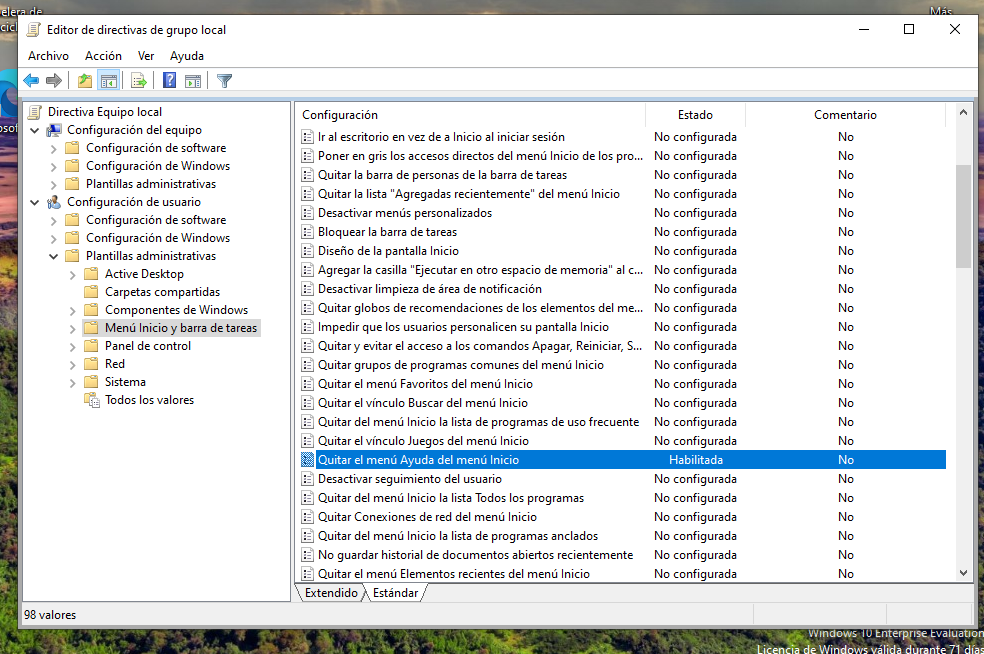 elera de
cicl
Más
Editor de directivas de grupo local
Archivo Acción Ver Ayuda
osof
Directiva Equipo local
Configuración del equipo
Configuración de software
Configuración de Windows
Plantillas administrativas
Configuración de usuario
Configuración de software
Configuración de Windows
Plantillas administrativas
Active Desktop
Carpetas compartidas
Componentes de Windows
Menú Inicio y barra de tareas
Panel de control
Red
Sistema
Todos los valores
Configuración Estado Comentario
Ir al escritorio en vez de a Inicio al iniciar sesión No configurada No
Poner en gris los accesos directos del menú Inicio de los pro... No configurada No
Quitar la barra de personas de la barra de tareas No configurada No
Quitar la lista "Agregadas recientemente" del menú Inicio No configurada No
Desactivar menús personalizados No configurada No
Bloquear la barra de tareas No configurada No
Diseño de la pantalla Inicio No configurada No
Agregar la casilla "Ejecutar en otro espacio de memoria" al c... No configurada No
Desactivar limpieza de área de notificación No configurada No
Quitar globos de recomendaciones de los elementos del me... No configurada No
Impedir que los usuarios personalicen su pantalla Inicio No configurada No
Quitar y evitar el acceso a los comandos Apagar, Reiniciar, S... No configurada No
Quitar grupos de programas comunes del menú Inicio No configurada No
Quitar el menú Favoritos del menú Inicio No configurada No
Quitar el vínculo Buscar del menú Inicio No configurada No
Quitar del menú Inicio la lista de programas de uso frecuente No configurada No
Quitar el vínculo Juegos del menú Inicio No configurada No
Quitar el menú Ayuda del menú Inicio Habilitada No
Desactivar seguimiento del usuario No configurada No
Quitar del menú Inicio la lista Todos los programas No configurada No
Quitar Conexiones de red del menú Inicio No configurada No
Quitar del menú Inicio la lista de programas anclados No configurada No
No guardar historial de documentos abiertos recientemente No configurada No
Quitar el menú Elementos recientes del menú Inicio No configurada No
Extendido Estándar
98 valores
Windows 10 Enterprise Evaluation
Licencia de Windows válida durante 71 días